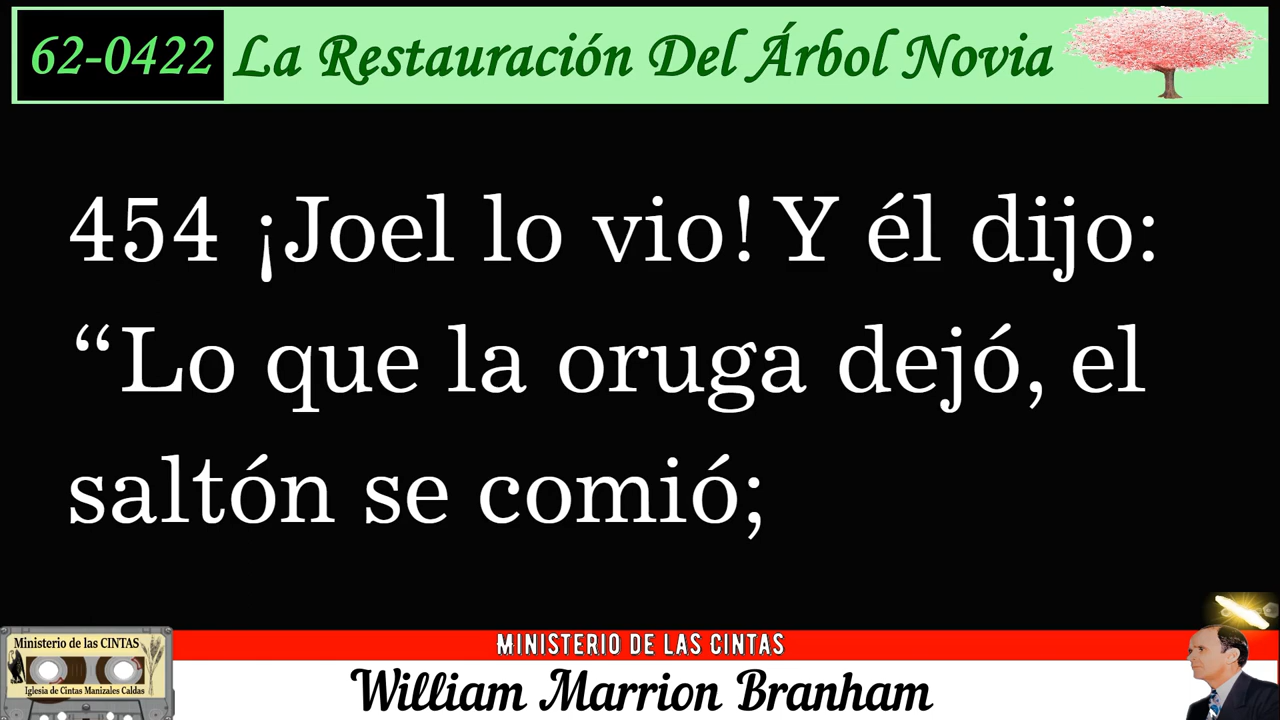 62-0422 La Restauración Del Árbol Novia
454 ¡Joel lo vio! Y él dijo:
“Lo que la oruga dejó, el
saltón se comió;
Ministerio de las CINTAS
Iglesia de Cintas Manizales Caldas
MINISTERIO DE LAS CINTAS
William Marrion Branham